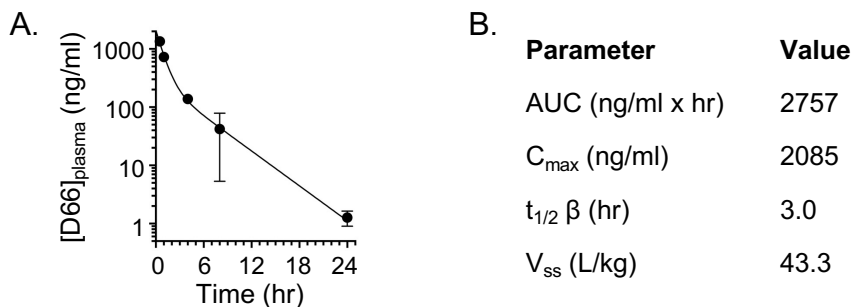 A.
[D66]plasma (ng/ml)
1000
100
10
1
0 6 12 18 24
Time (hr)
B.
Parameter Value
AUC (ng/ml x hr) 2757
Cmax (ng/ml) 2085
t1/2 β (hr) 3.0
Vss (L/kg) 43.3